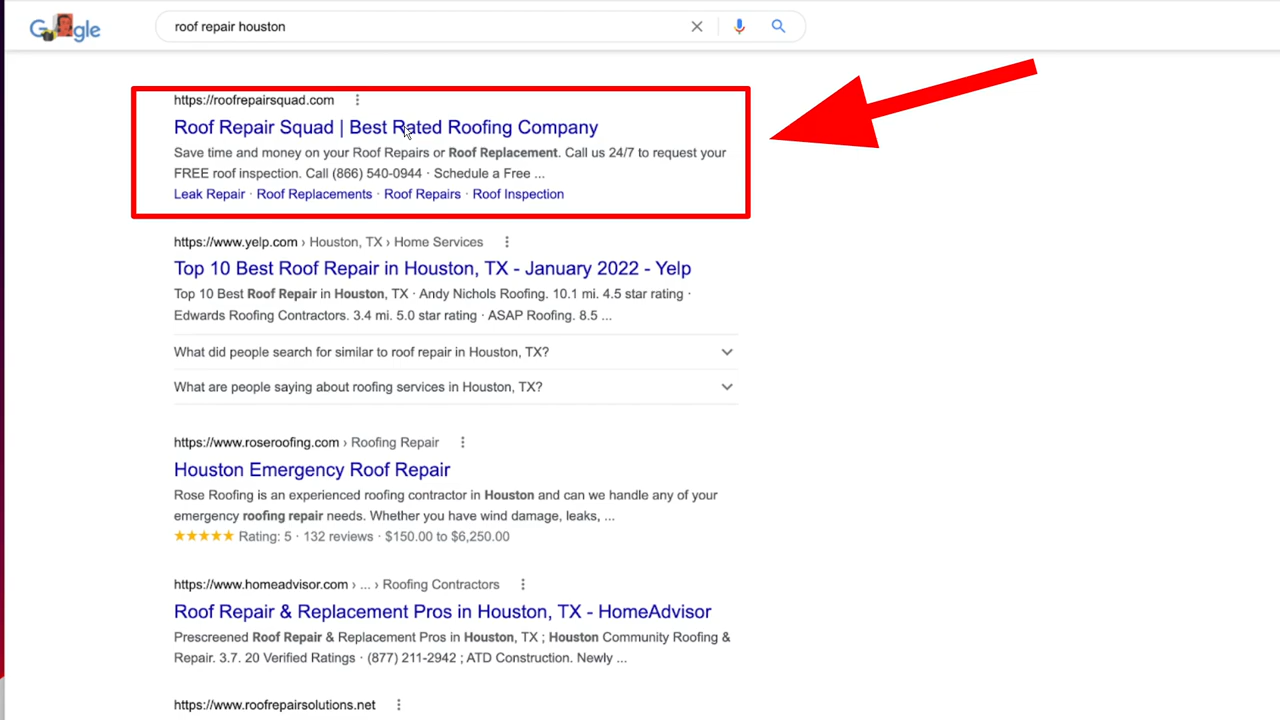 Google
roof repair houston
https://roofrepairsquad.com
Roof Repair Squad | Best Rated Roofing Company
Save time and money on your Roof Repairs or Roof Replacement. Call us 24/7 to request your
FREE roof inspection. Call (866) 540-0944 · Schedule a Free ...
Leak Repair · Roof Replacements · Roof Repairs · Roof Inspection
https://www.yelp.com › Houston, TX › Home Services
Top 10 Best Roof Repair in Houston, TX - January 2022 - Yelp
Top 10 Best Roof Repair in Houston, TX · Andy Nichols Roofing. 10.1 mi. 4.5 star rating ·
Edwards Roofing Contractors. 3.4 mi. 5.0 star rating · ASAP Roofing. 8.5 ...
What did people search for similar to roof repair in Houston, TX?
What are people saying about roofing services in Houston, TX?
https://www.roseroofing.com › Roofing Repair
Houston Emergency Roof Repair
Rose Roofing is an experienced roofing contractor in Houston and can we handle any of your
emergency roofing repair needs. Whether you have wind damage, leaks, ...
★★★★★ Rating: 5 · 132 reviews · $150.00 to $6,250.00
https://www.homeadvisor.com › ... › Roofing Contractors
Roof Repair & Replacement Pros in Houston, TX - HomeAdvisor
Prescreened Roof Repair & Replacement Pros in Houston, TX ; Houston Community Roofing &
Repair. 3.7. 20 Verified Ratings · (877) 211-2942 ; ATD Construction. Newly ...
https://www.roofrepairsolutions.net